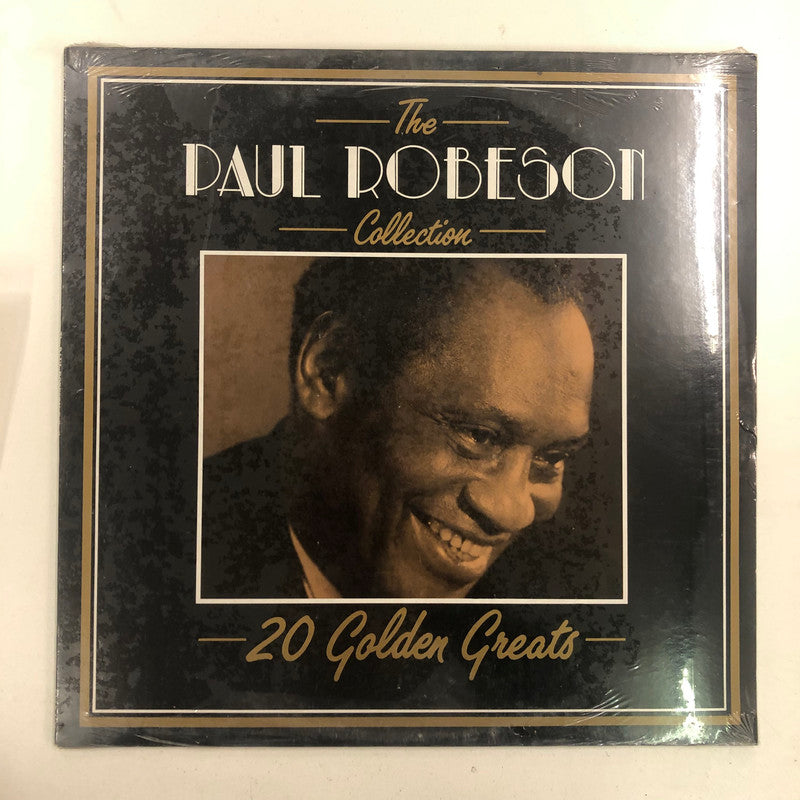 The
PAUL ROBESON
Collection
20 Golden Greats